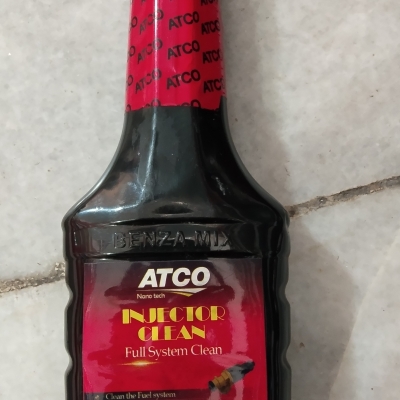 ATCO
ATCO
ATCO
ATCO
ATCO
ATCO
BENZA-MIX
ATCO
Nano tech
INJECTOR
CLEAN
Full System Clean
Clean the Fuel system